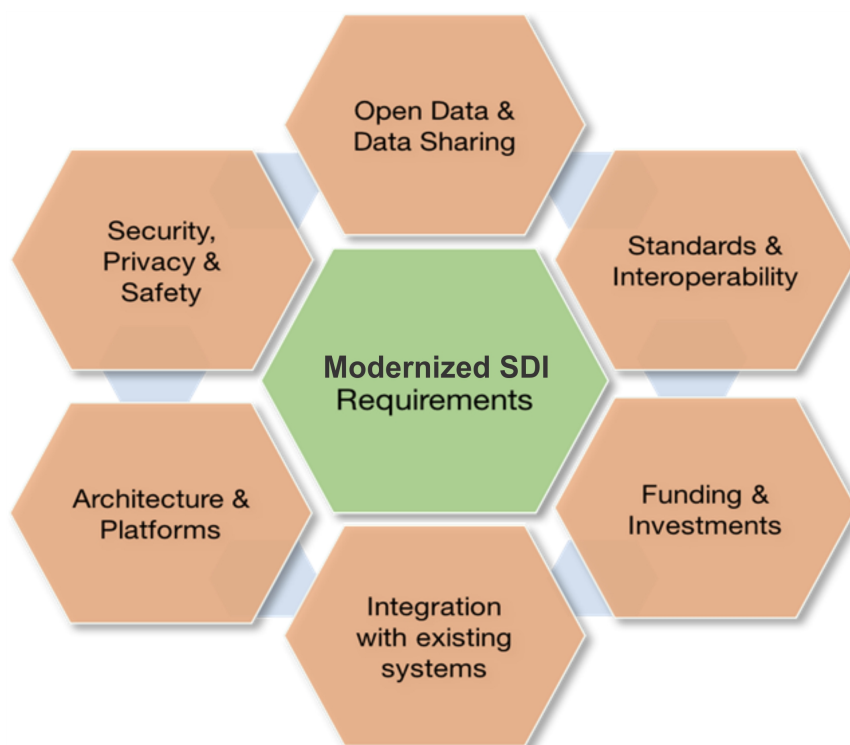 Open Data &
Data Sharing
Security,
Privacy &
Safety
Standards &
Interoperability
Modernized SDI
Requirements
Architecture &
Platforms
Funding &
Investments
Integration
with existing
systems